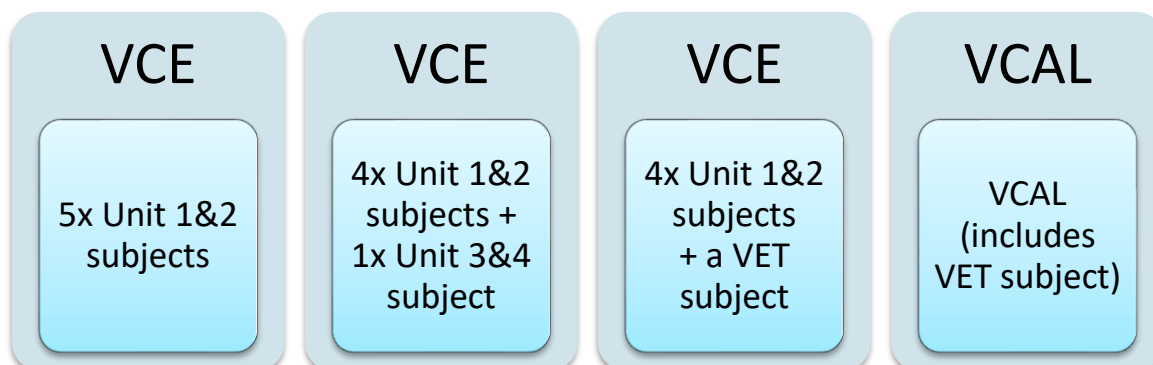 VCE
5x Unit 1&2
subjects
VCE
4x Unit 1&2
subjects +
1x Unit 3&4
subject
VCE
4x Unit 1&2
subjects
+ a VET
subject
VCAL
VCAL
(includes
VET subject)